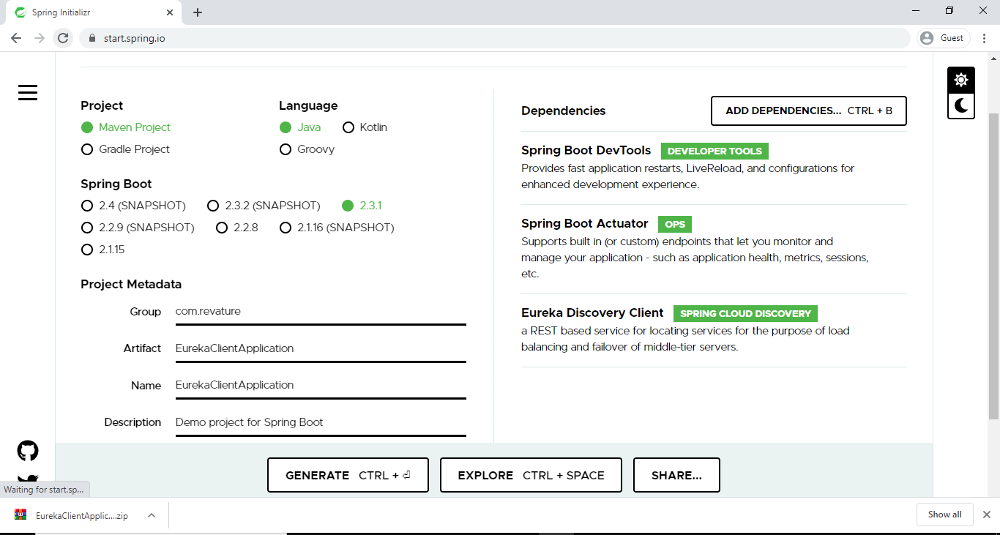 Spring Initializr
start.spring.io
Guest
Project
Maven Project
Gradle Project
Language
Java Kotlin
Groovy
Spring Boot
2.4 (SNAPSHOT) 2.3.2 (SNAPSHOT) 2.3.1
2.2.9 (SNAPSHOT) 2.2.8 2.1.16 (SNAPSHOT)
2.1.15
Project Metadata
Group com.revature
Artifact EurekaClientApplication
Name EurekaClientApplication
Description Demo project for Spring Boot
Dependencies
ADD DEPENDENCIES... CTRL + B
Spring Boot DevTools DEVELOPER TOOLS
Provides fast application restarts, LiveReload, and configurations for
enhanced development experience.
Spring Boot Actuator OPS
Supports built in (or custom) endpoints that let you monitor and
manage your application - such as application health, metrics, sessions,
etc.
Eureka Discovery Client SPRING CLOUD DISCOVERY
a REST based service for locating services for the purpose of load
balancing and failover of middle-tier servers.
GENERATE CTRL + ⏎
EXPLORE CTRL + SPACE
SHARE...
Waiting for start.sp...
EurekaClientApplic....zip
Show all